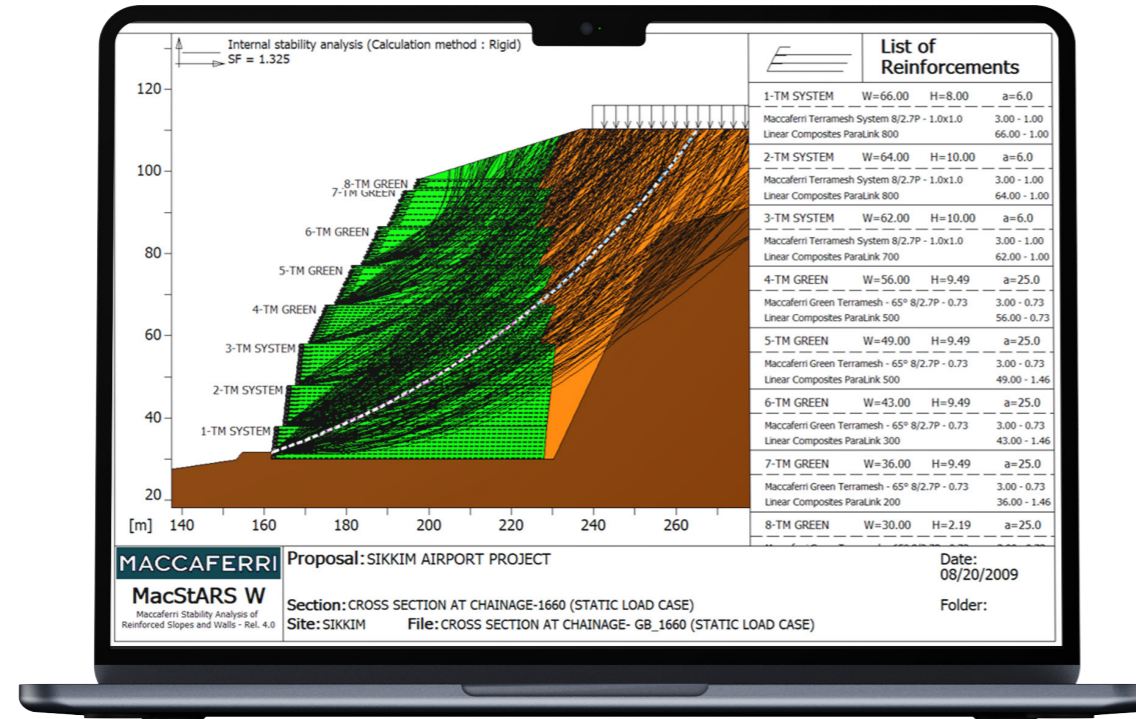 Internal stability analysis (Calculation method : Rigid)
SF = 1.325
120
100
80
60
40
20
[m]
140
160
180
200
220
240
260
8-TM GREEN
7-TM GREEN
6-TM GREEN
5-TM GREEN
4-TM GREEN
3-TM SYSTEM
2-TM SYSTEM
1-TM SYSTEM
List of
Reinforcements
1-TM SYSTEM W=66.00 H=8.00 a=6.0
Maccaferri Terramesh System 8/2.7P - 1.0x1.0 3.00 - 1.00
Linear Composites ParaLink 800 66.00 - 1.00
2-TM SYSTEM W=64.00 H=10.00 a=6.0
Maccaferri Terramesh System 8/2.7P - 1.0x1.0 3.00 - 1.00
Linear Composites ParaLink 800 64.00 - 1.00
3-TM SYSTEM W=62.00 H=10.00 a=6.0
Maccaferri Terramesh System 8/2.7P - 1.0x1.0 3.00 - 1.00
Linear Composites ParaLink 700 62.00 - 1.00
4-TM GREEN W=56.00 H=9.49 a=25.0
Maccaferri Green Terramesh - 65° 8/2.7P - 0.73 3.00 - 0.73
Linear Composites ParaLink 500 56.00 - 0.73
5-TM GREEN W=49.00 H=9.49 a=25.0
Maccaferri Green Terramesh - 65° 8/2.7P - 0.73 3.00 - 0.73
Linear Composites ParaLink 500 49.00 - 1.46
6-TM GREEN W=43.00 H=9.49 a=25.0
Maccaferri Green Terramesh - 65° 8/2.7P - 0.73 3.00 - 0.73
Linear Composites ParaLink 300 43.00 - 1.46
7-TM GREEN W=36.00 H=9.49 a=25.0
Maccaferri Green Terramesh - 65° 8/2.7P - 0.73 3.00 - 0.73
Linear Composites ParaLink 200 36.00 - 1.46
8-TM GREEN W=30.00 H=2.19 a=25.0
MACCAFERRI
MacStARS W
Maccaferri Stability Analysis of
Reinforced Slopes and Walls - Rel. 4.0
Proposal: SIKKIM AIRPORT PROJECT
Section: CROSS SECTION AT CHAINAGE-1660 (STATIC LOAD CASE)
Site: SIKKIM File: CROSS SECTION AT CHAINAGE- GB_1660 (STATIC LOAD CASE)
Date:
08/20/2009
Folder: